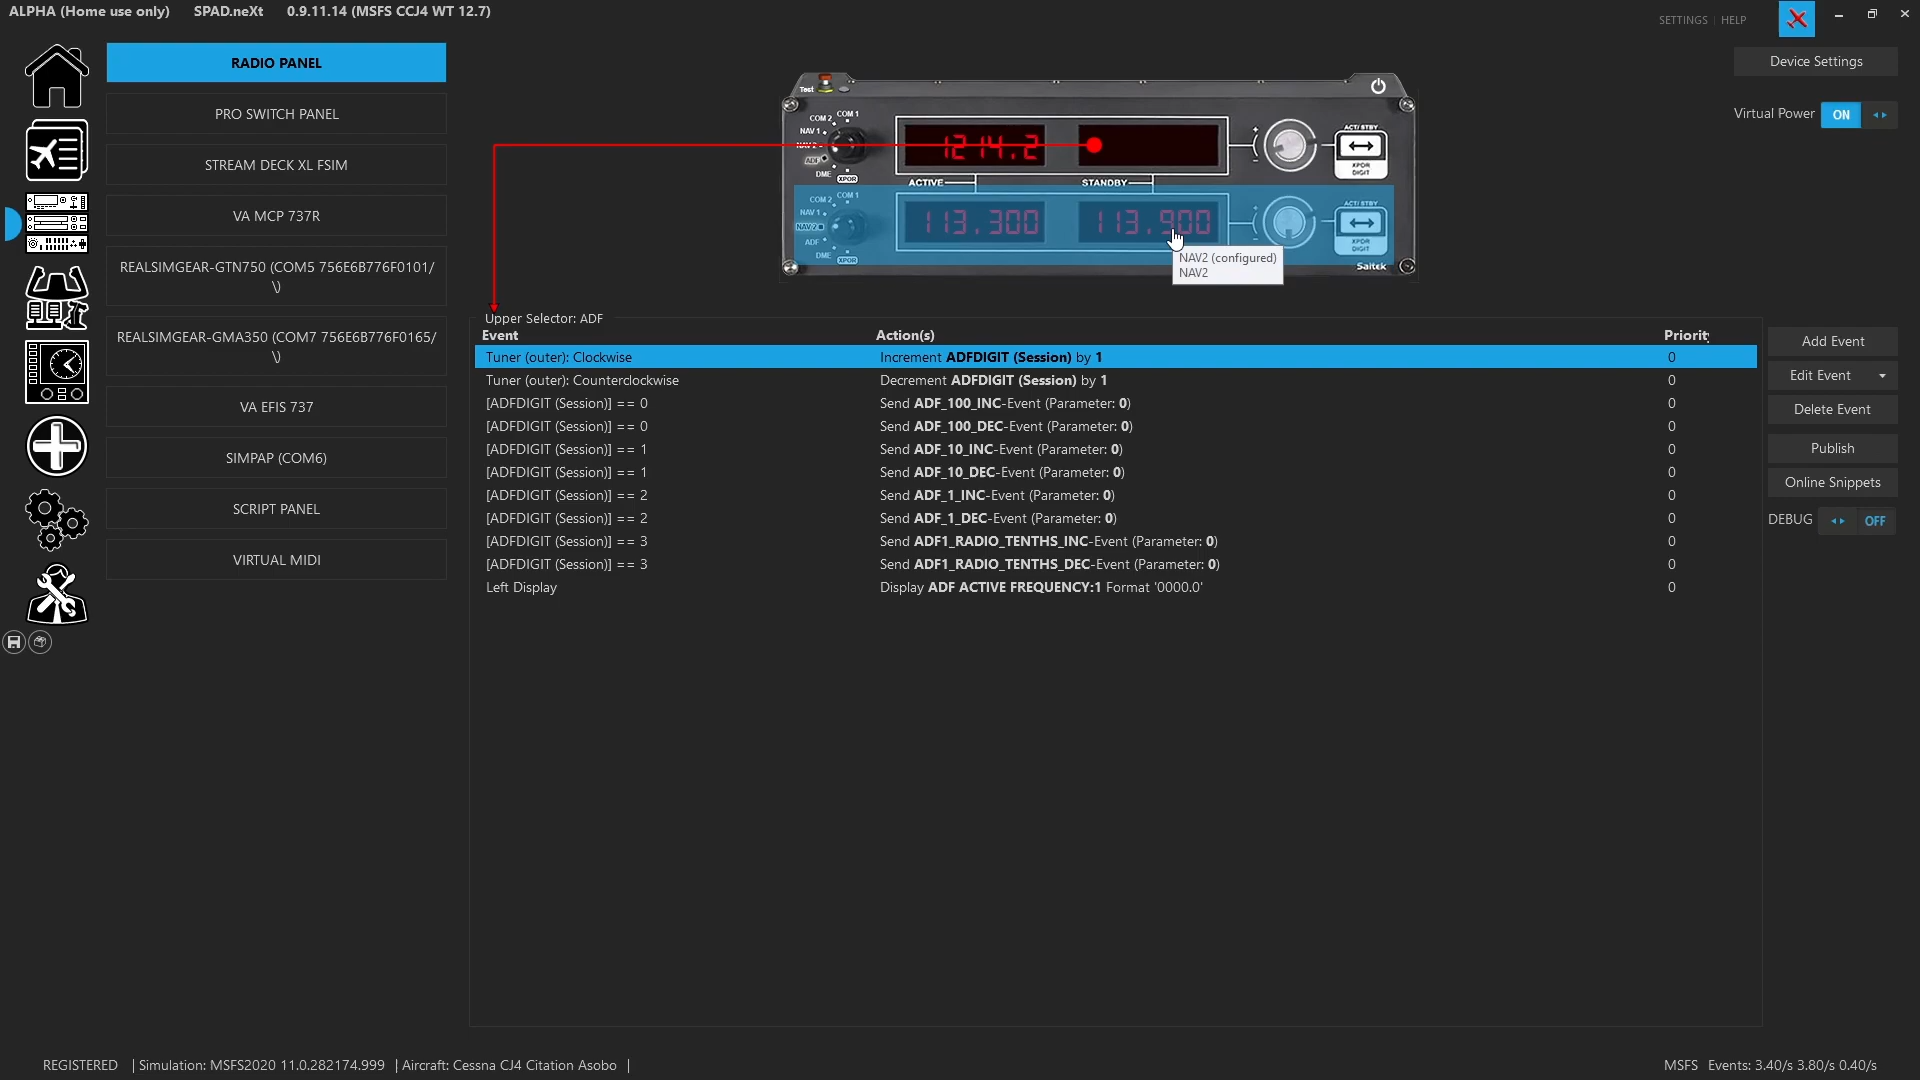 ALPHA (Home use only) SPAD.neXt 0.9.11.14 (MSFS CCJ4 WT 12.7)
SETTINGS | HELP
RADIO PANEL
PRO SWITCH PANEL
STREAM DECK XL FSIM
VA MCP 737R
REALSIMGEAR-GTN750 (COM5 756E6B776F0101/
\)
REALSIMGEAR-GMA350 (COM7 756E6B776F0165/
\)
VA EFIS 737
SIMPAP (COM6)
SCRIPT PANEL
VIRTUAL MIDI
Device Settings
Virtual Power ON
Test
COM 2 COM 1
NAV 1
NAV 2
ADF
DME XPDR
1214.2
ACTIVE STANDBY
ACT/ STBY
XPDR
DIGIT
COM 2 COM 1
NAV 1
NAV 2
ADF
DME XPDR
113.300 113.900
ACT/ STBY
XPDR
DIGIT
Saitek
NAV2 (configured)
NAV2
Upper Selector: ADF
Event Action(s) Priority
Tuner (outer): Clockwise Increment ADFDIGIT (Session) by 1 0
Tuner (outer): Counterclockwise Decrement ADFDIGIT (Session) by 1 0
[ADFDIGIT (Session)] == 0 Send ADF_100_INC-Event (Parameter: 0) 0
[ADFDIGIT (Session)] == 0 Send ADF_100_DEC-Event (Parameter: 0) 0
[ADFDIGIT (Session)] == 1 Send ADF_10_INC-Event (Parameter: 0) 0
[ADFDIGIT (Session)] == 1 Send ADF_10_DEC-Event (Parameter: 0) 0
[ADFDIGIT (Session)] == 2 Send ADF_1_INC-Event (Parameter: 0) 0
[ADFDIGIT (Session)] == 2 Send ADF_1_DEC-Event (Parameter: 0) 0
[ADFDIGIT (Session)] == 3 Send ADF1_RADIO_TENTHS_INC-Event (Parameter: 0) 0
[ADFDIGIT (Session)] == 3 Send ADF1_RADIO_TENTHS_DEC-Event (Parameter: 0) 0
Left Display Display ADF ACTIVE FREQUENCY:1 Format '0000.0' 0
Add Event
Edit Event
Delete Event
Publish
Online Snippets
DEBUG OFF
REGISTERED | Simulation: MSFS2020 11.0.282174.999 | Aircraft: Cessna CJ4 Citation Asobo |
MSFS Events: 3.40/s 3.80/s 0.40/s